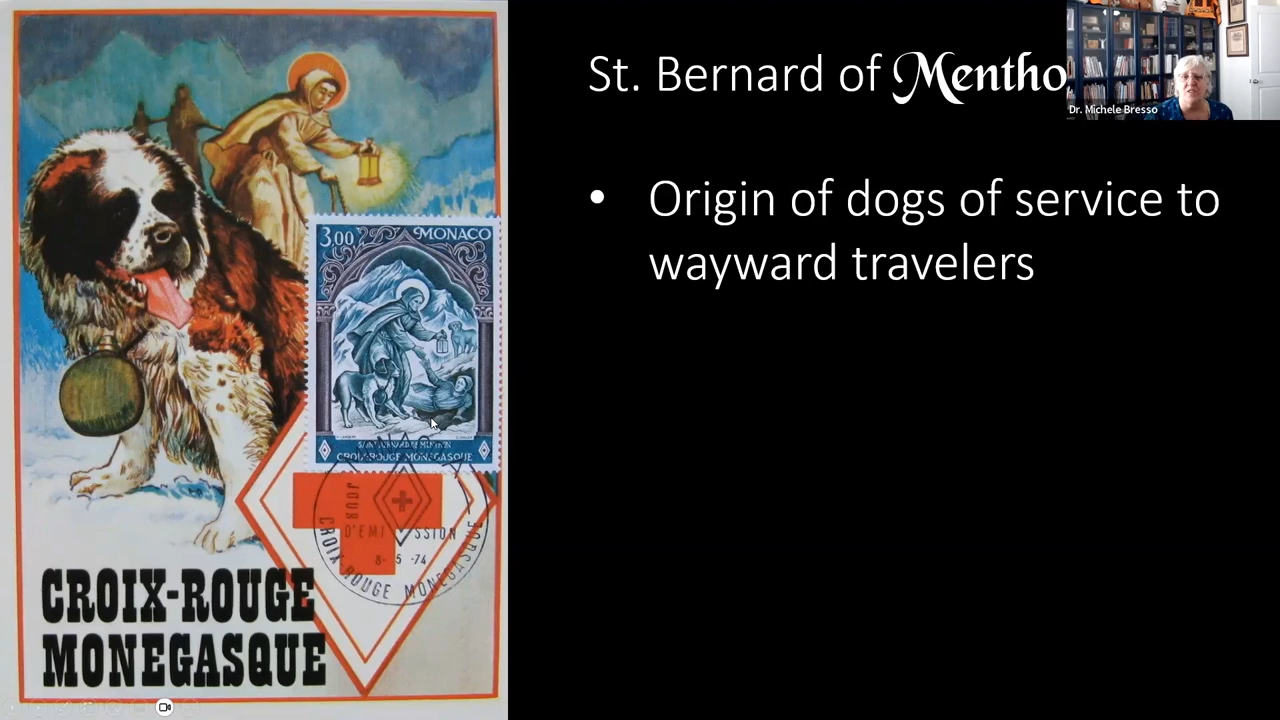 St. Bernard of Mentho
Dr. Michele Bresso
• Origin of dogs of service to
wayward travelers
3,00 MONACO
CROIX-ROUGE MONEGASQUE
JOUR
D'EMISSION
8- 5 -74
CROIX-ROUGE MONEGASQUE
CROIX-ROUGE
MONEGASQUE